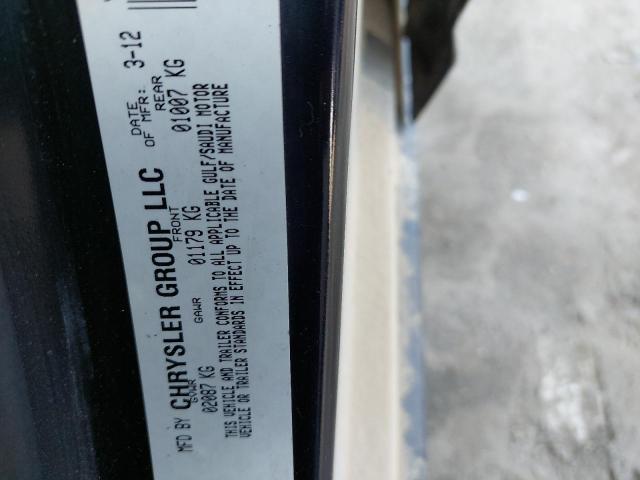 MFD BY CHRYSLER GROUP LLC DATE OF MFR: 3-12
GVWR GAWR FRONT REAR
02087 KG 01179 KG 01007 KG
THIS VEHICLE AND TRAILER CONFORMS TO ALL APPLICABLE GULF/SAUDI MOTOR
VEHICLE OR TRAILER STANDARDS IN EFFECT UP TO THE DATE OF MANUFACTURE